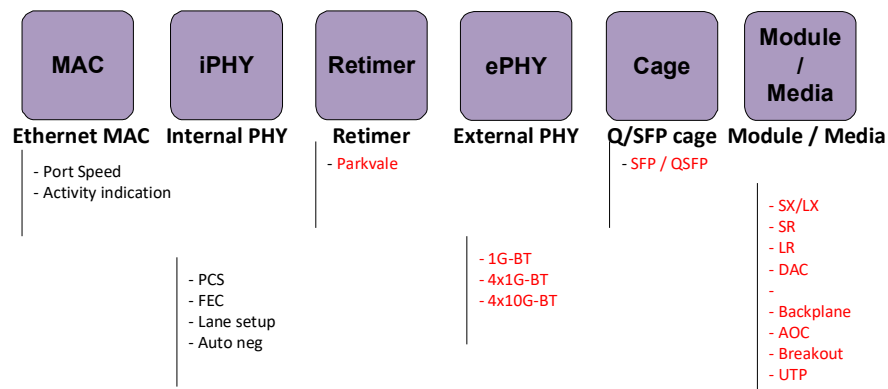 MAC
iPHY
Retimer
ePHY
Cage
Module
/
Media
Ethernet MAC
Internal PHY
Retimer
External PHY
Q/SFP cage
Module / Media
- Port Speed
- Activity indication
- PCS
- FEC
- Lane setup
- Auto neg
- Parkvale
- 1G-BT
- 4x1G-BT
- 4x10G-BT
- SFP / QSFP
- SX/LX
- SR
- LR
- DAC
-
- Backplane
- AOC
- Breakout
- UTP